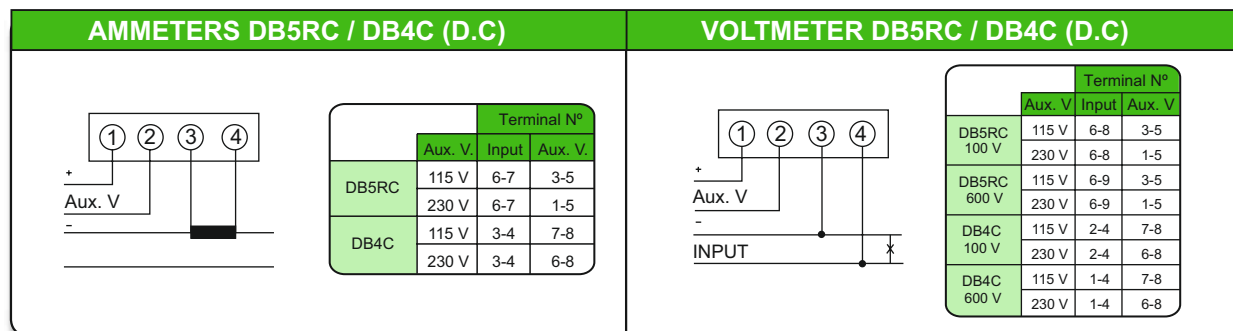 AMMETERS DB5RC / DB4C (D.C)
1 2 3 4
+
Aux. V
-
Terminal Nº
Aux. V. Input Aux. V.
DB5RC
115 V 6-7 3-5
230 V 6-7 1-5
DB4C
115 V 3-4 7-8
230 V 3-4 6-8
VOLTMETER DB5RC / DB4C (D.C)
1 2 3 4
+
Aux. V
-
INPUT
Terminal Nº
Aux. V Input Aux. V
DB5RC
100 V
115 V 6-8 3-5
230 V 6-8 1-5
DB5RC
600 V
115 V 6-9 3-5
230 V 6-9 1-5
DB4C
100 V
115 V 2-4 7-8
230 V 2-4 6-8
DB4C
600 V
115 V 1-4 7-8
230 V 1-4 6-8